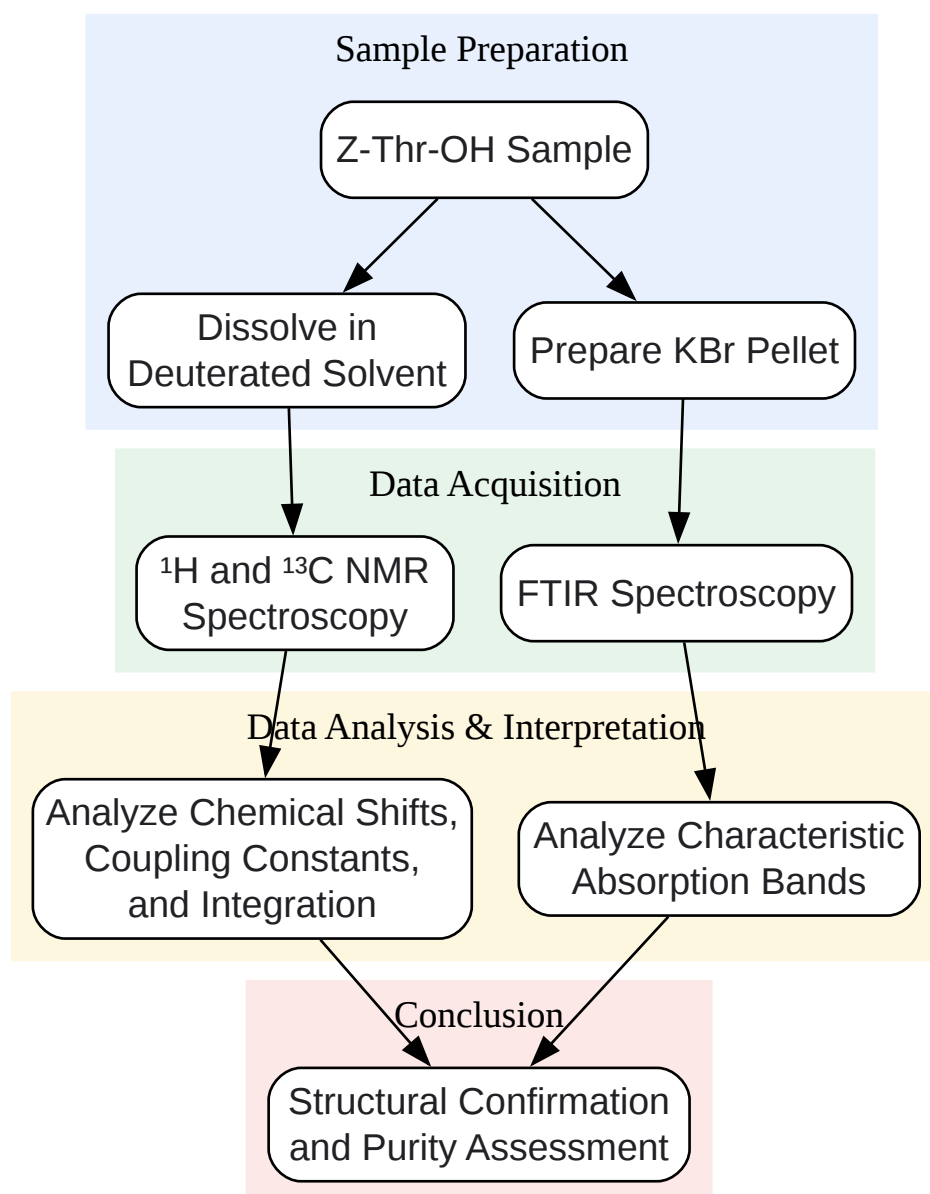 Sample Preparation
Z-Thr-OH Sample
Dissolve in
Deuterated Solvent
Prepare KBr Pellet
Data Acquisition
¹H and ¹³C NMR
Spectroscopy
FTIR Spectroscopy
Data Analysis & Interpretation
Analyze Chemical Shifts,
Coupling Constants,
and Integration
Analyze Characteristic
Absorption Bands
Conclusion
Structural Confirmation
and Purity Assessment